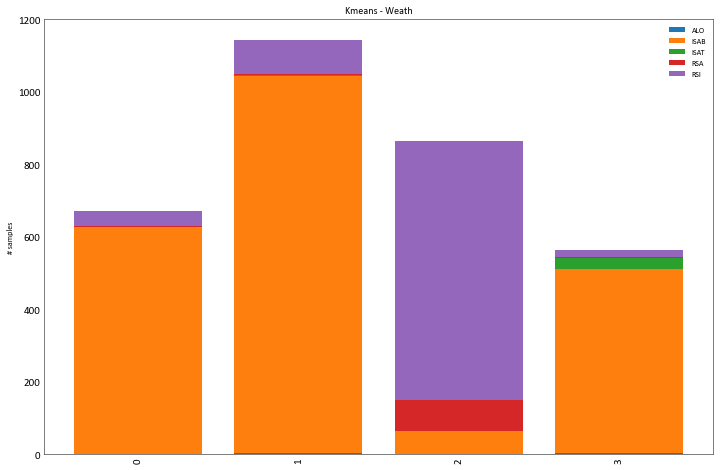 Kmeans - Weath
1200
1000
800
600
400
200
0
# samples
0
1
2
3
ALO
ISAB
ISAT
RSA
RSI